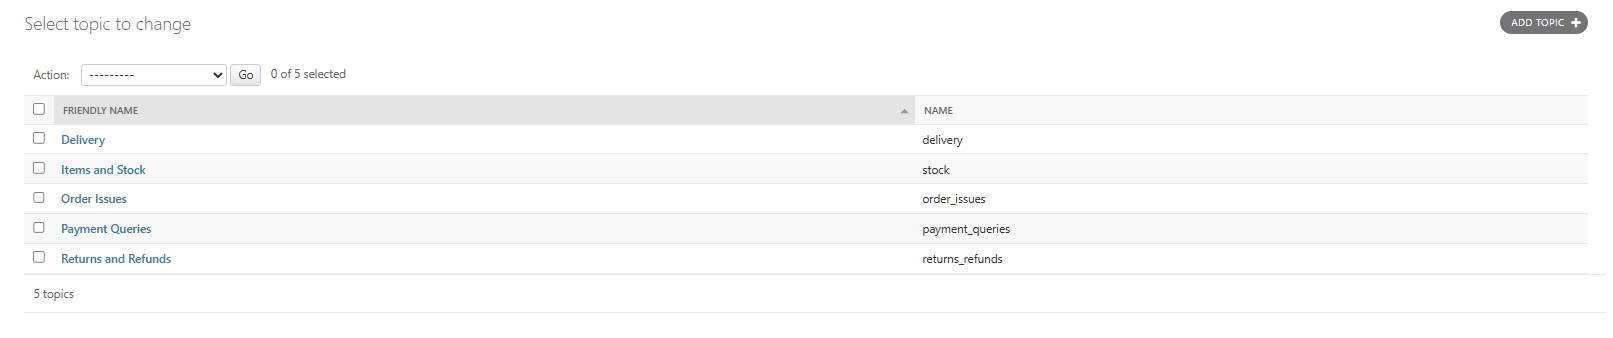 Select topic to change
ADD TOPIC +
Action: --------- Go 0 of 5 selected
FRIENDLY NAME NAME
Delivery delivery
Items and Stock stock
Order Issues order_issues
Payment Queries payment_queries
Returns and Refunds returns_refunds
5 topics